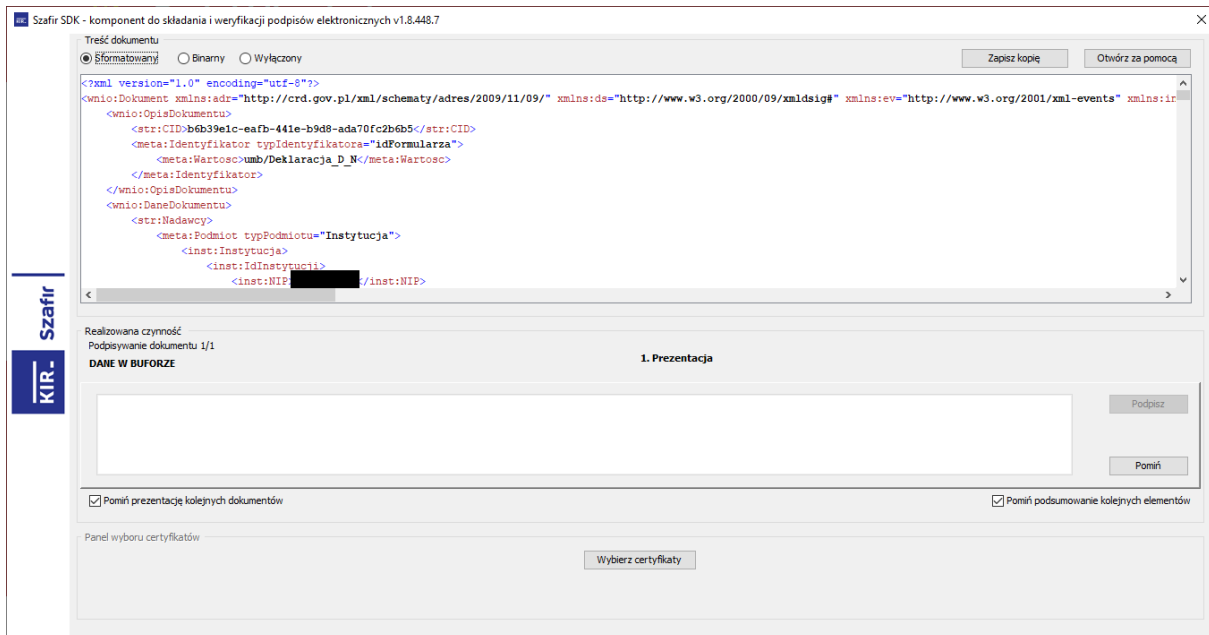 Szafir SDK - komponent do składania i weryfikacji podpisów elektronicznych v1.8.448.7
Treść dokumentu
Sformatowany Binarny Wyłączony Zapisz kopię Otwórz za pomocą
<?xml version="1.0" encoding="utf-8"?>
<wnio:Dokument xmlns:adr="http://crd.gov.pl/xml/schematy/adres/2009/11/09/" xmlns:ds="http://www.w3.org/2000/09/xmldsig#" xmlns:ev="http://www.w3.org/2001/xml-events" xmlns:ir
<wnio:OpisDokumentu>
<str:CID>b6b39e1c-eafb-441e-b9d8-ada70fc2b6b5</str:CID>
<meta:Identyfikator typIdentyfikatora="idFormularza">
<meta:Wartosc>umb/Deklaracja_D_N</meta:Wartosc>
</meta:Identyfikator>
</wnio:OpisDokumentu>
<wnio:DaneDokumentu>
<str:Nadawcy>
<meta:Podmiot typPodmiotu="Instytucja">
<inst:Instytucja>
<inst:IdInstytucji>
<inst:NIP /inst:NIP>
KIR. Szafir
Realizowana czynność
Podpisywanie dokumentu 1/1
DANE W BUFORZE
1. Prezentacja
Podpisz
Pomiń
Pomiń prezentację kolejnych dokumentów Pomiń podsumowanie kolejnych elementów
Panel wyboru certyfikatów
Wybierz certyfikaty